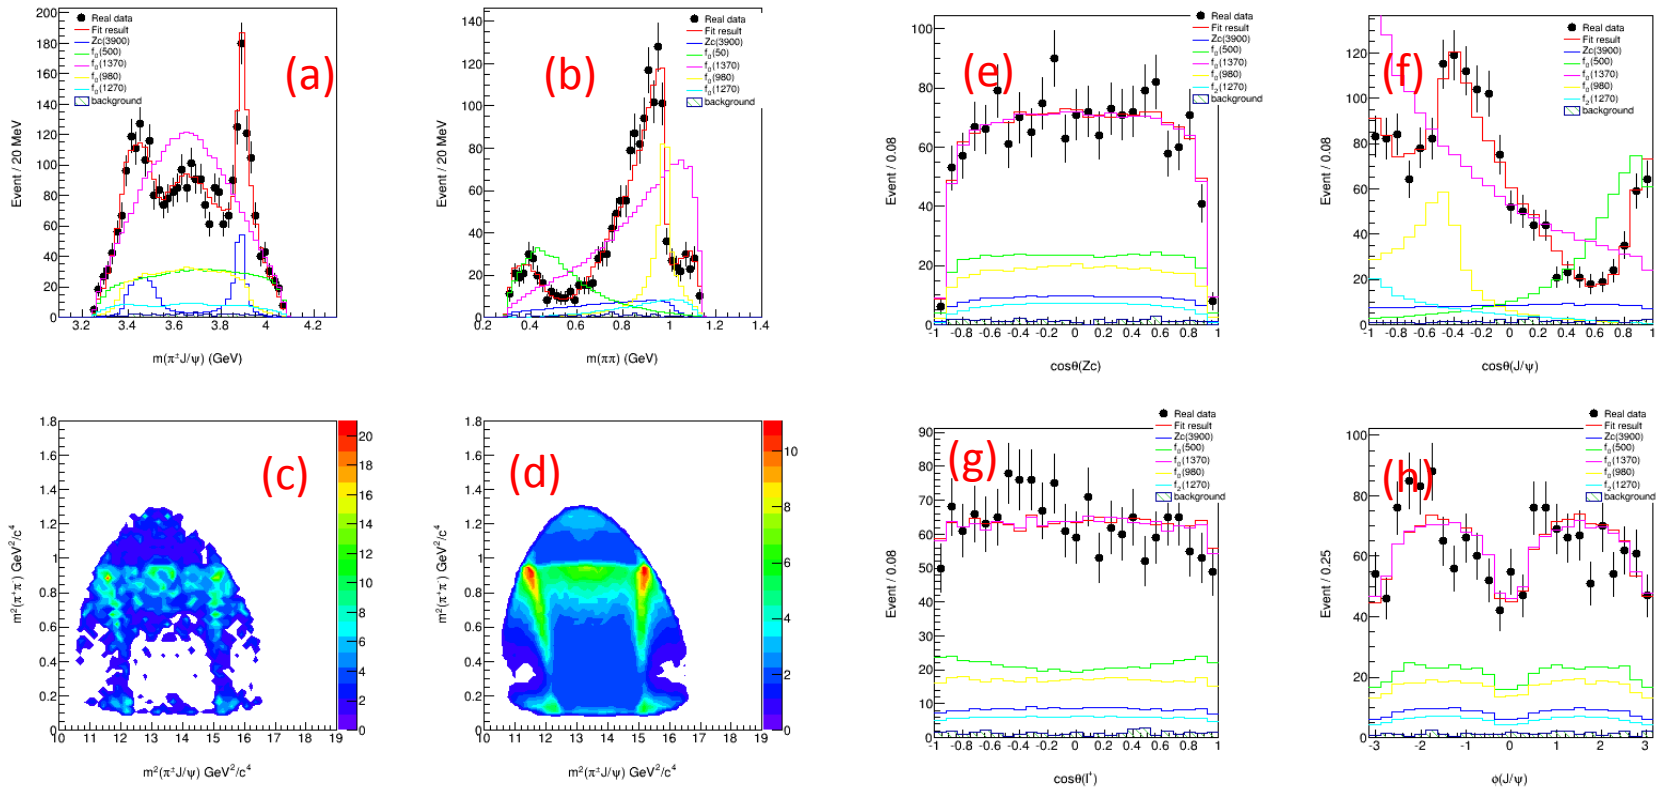 (a)
Real data
Fit result
Zc(3900)
f₀(500)
f₀(1370)
f₀(980)
f₀(1270)
background
Event / 20 MeV
200
180
160
140
120
100
80
60
40
20
0
3.2 3.4 3.6 3.8 4 4.2
m(π±J/ψ) (GeV)
(b)
Real data
Fit result
Zc(3900)
f₀(50)
f₀(1370)
f₀(980)
f₀(1270)
background
Event / 20 MeV
140
120
100
80
60
40
20
0
0.2 0.4 0.6 0.8 1 1.2 1.4
m(ππ) (GeV)
(e)
Real data
Fit result
Zc(3900)
f₀(500)
f₀(1370)
f₀(980)
f₂(1270)
background
Event / 0.08
100
80
60
40
20
0
-1 -0.8 -0.6 -0.4 -0.2 0 0.2 0.4 0.6 0.8 1
cosθ(Zc)
(f)
Real data
Fit result
Zc(3900)
f₀(500)
f₀(1370)
f₀(980)
f₂(1270)
background
Event / 0.08
120
100
80
60
40
20
0
-1 -0.8 -0.6 -0.4 -0.2 0 0.2 0.4 0.6 0.8 1
cosθ(J/ψ)
(c)
m²(π⁺π⁻) GeV²/c⁴
1.8
1.6
1.4
1.2
1
0.8
0.6
0.4
0.2
0
10 11 12 13 14 15 16 17 18 19
20
18
16
14
12
10
8
6
4
2
0
m²(π±J/ψ) GeV²/c⁴
(d)
m²(π⁺π⁻) GeV²/c⁴
1.8
1.6
1.4
1.2
1
0.8
0.6
0.4
0.2
0
10 11 12 13 14 15 16 17 18 19
10
8
6
4
2
0
m²(π±J/ψ) GeV²/c⁴
(g)
Real data
Fit result
Zc(3900)
f₀(500)
f₀(1370)
f₀(980)
f₂(1270)
background
Event / 0.08
90
80
70
60
50
40
30
20
10
0
-1 -0.8 -0.6 -0.4 -0.2 0 0.2 0.4 0.6 0.8 1
cosθ(l⁺)
(h)
Real data
Fit result
Zc(3900)
f₀(500)
f₀(1370)
f₀(980)
f₂(1270)
background
Event / 0.25
100
80
60
40
20
0
-3 -2 -1 0 1 2 3
φ(J/ψ)